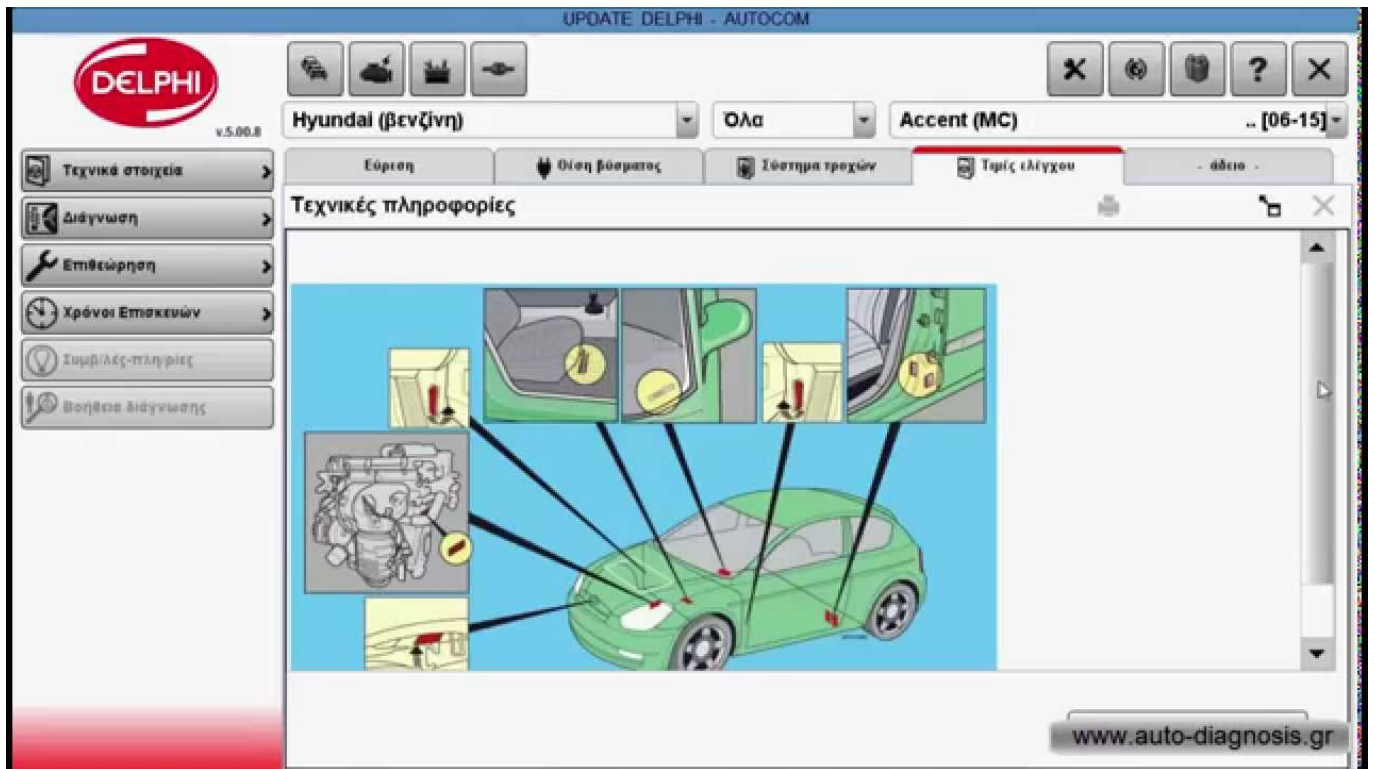 UPDATE DELPHI - AUTOCOM
DELPHI
v.5.00.8
?
Hyundai (βενζίνη)
Όλα
Accent (MC)
.. [06-15]
Τεχνικά στοιχεία
Διάγνωση
Επιθεώρηση
Χρόνοι Επισκευών
Συμβ/λές-πλη/ρίες
Βοήθεια διάγνωσης
Εύρεση
Θέση βύσματος
Σύστημα τροχών
Τιμές ελέγχου
- άδειο -
Τεχνικές πληροφορίες
www.auto-diagnosis.gr